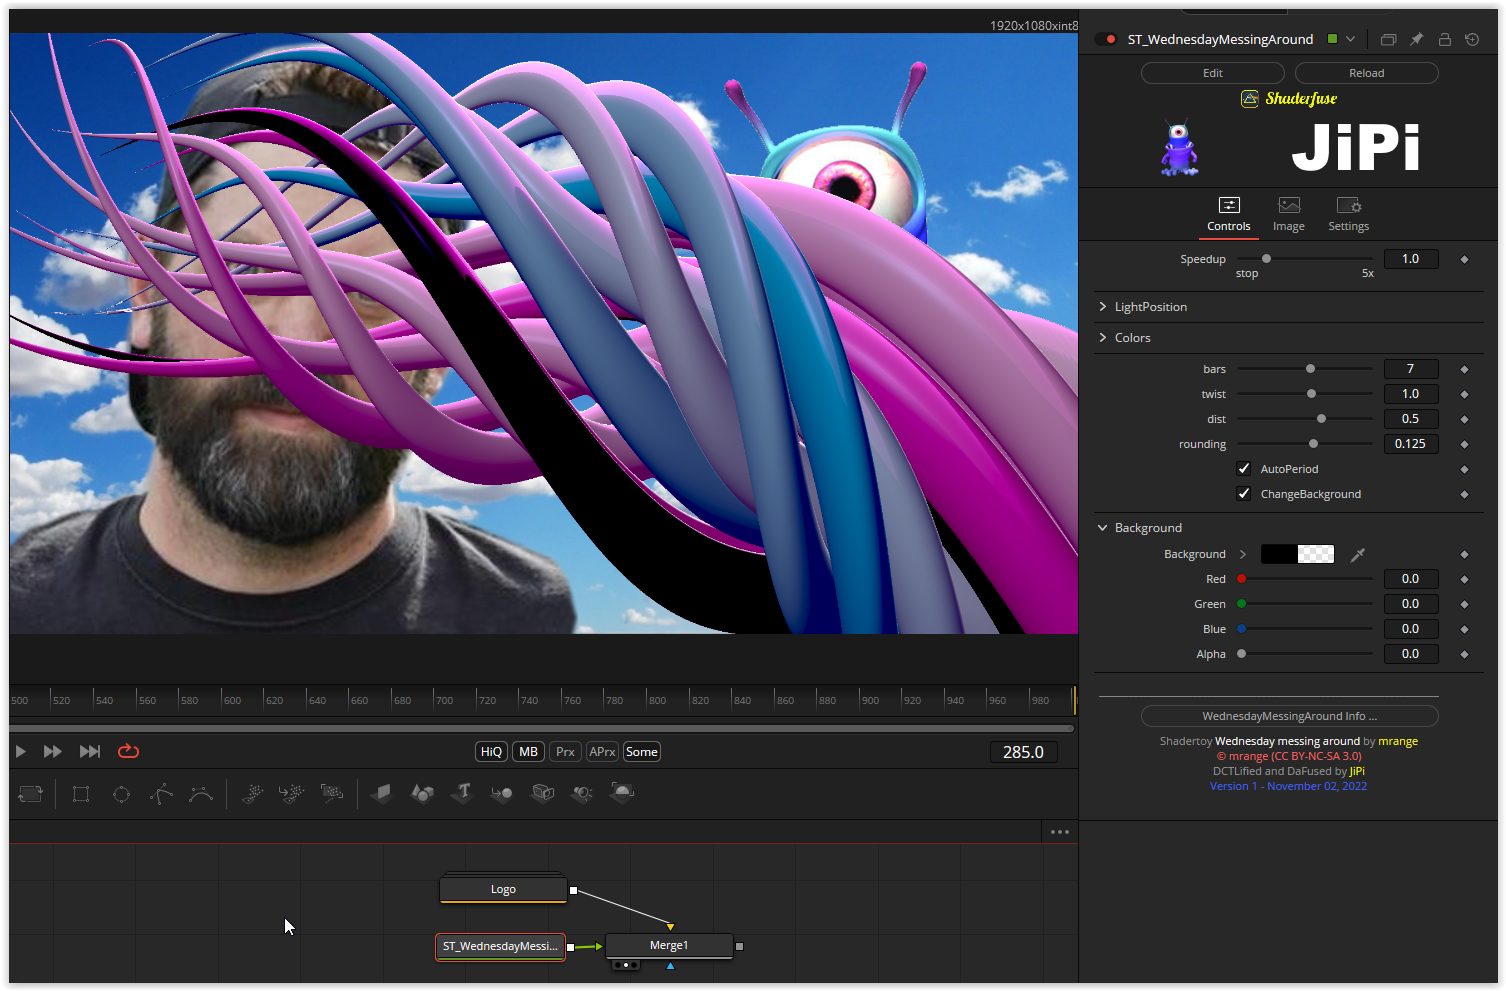 1920x1080xint8
ST_WednesdayMessingAround
Edit
Reload
Shaderfuse
JiPi
Controls
Image
Settings
Speedup
1.0
stop
5x
LightPosition
Colors
bars
7
twist
1.0
dist
0.5
rounding
0.125
AutoPeriod
ChangeBackground
Background
Background
Red
0.0
Green
0.0
Blue
0.0
Alpha
0.0
WednesdayMessingAround Info ...
Shadertoy Wednesday messing around by mrange
© mrange (CC BY-NC-SA 3.0)
DCTLified and DaFused by JiPi
Version 1 - November 02, 2022
500 520 540 560 580 600 620 640 660 680 700 720 740 760 780 800 820 840 860 880 900 920 940 960 980
HiQ MB Prx APrx Some
285.0
Logo
ST_WednesdayMessi...
Merge1